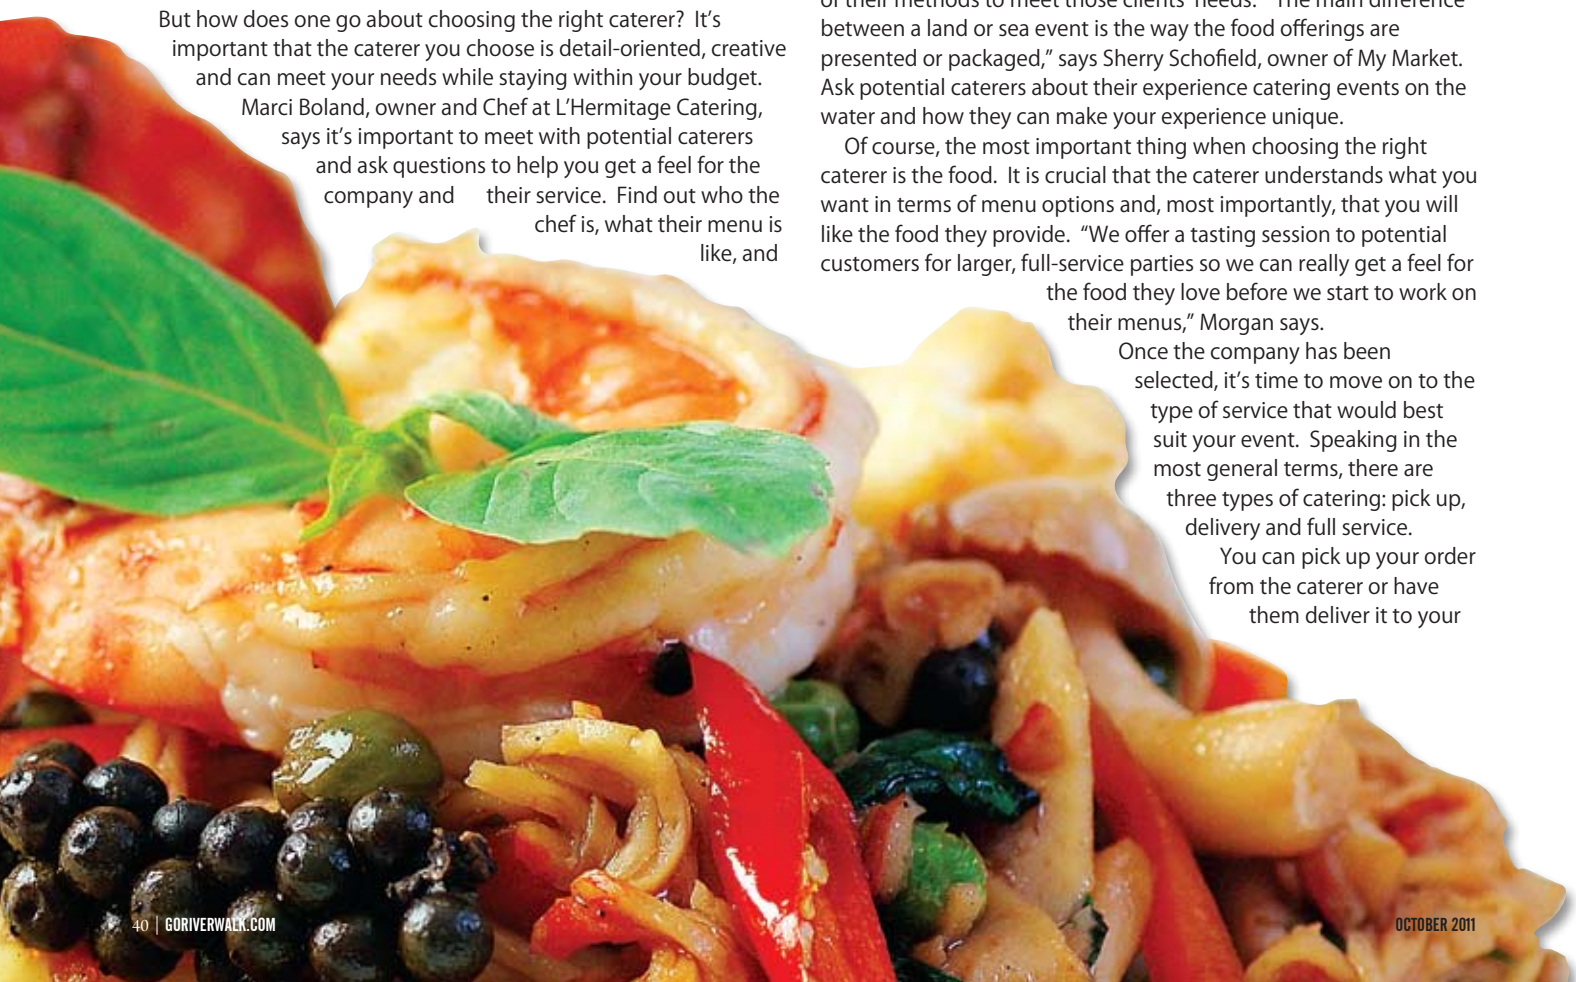 But how does one go about choosing the right caterer?  It’s
important that the caterer you choose is detail-oriented, creative
and can meet your needs while staying within your budget.
Marci Boland, owner and Chef at L’Hermitage Catering,
says it’s important to meet with potential caterers
and ask questions to help you get a feel for the
company and their service.  Find out who the
chef is, what their menu is
like, and
of their methods to meet those clients’ needs.  “The main difference
between a land or sea event is the way the food offerings are
presented or packaged,” says Sherry Schofield, owner of My Market.
Ask potential caterers about their experience catering events on the
water and how they can make your experience unique.
Of course, the most important thing when choosing the right
caterer is the food.  It is crucial that the caterer understands what you
want in terms of menu options and, most importantly, that you will
like the food they provide.  “We offer a tasting session to potential
customers for larger, full-service parties so we can really get a feel for
the food they love before we start to work on
their menus,” Morgan says.
Once the company has been
selected, it’s time to move on to the
type of service that would best
suit your event.  Speaking in the
most general terms, there are
three types of catering: pick up,
delivery and full service.
You can pick up your order
from the caterer or have
them deliver it to your
40 | GORIVERWALK.COM
OCTOBER 2011